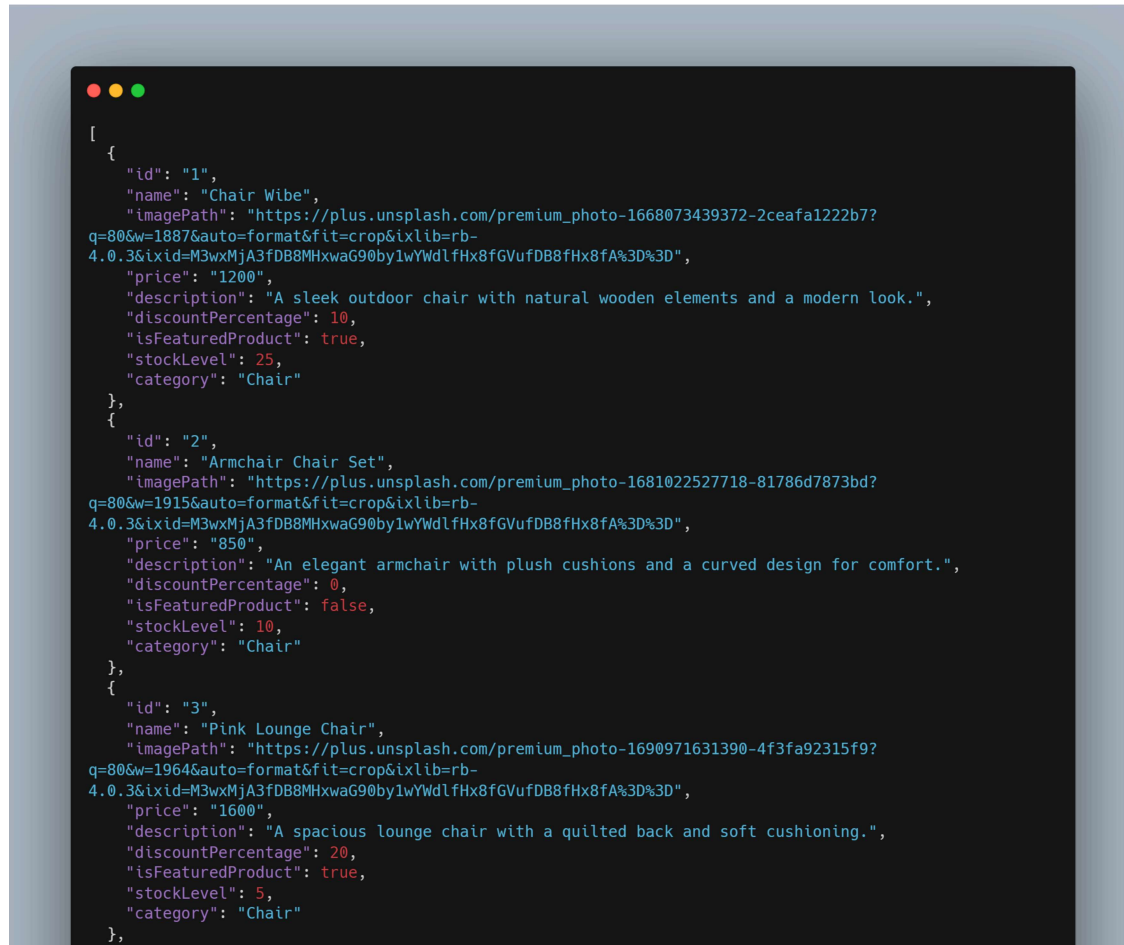 [
  {
    "id": "1",
    "name": "Chair Wibe",
    "imagePath": "https://plus.unsplash.com/premium_photo-1668073439372-2ceafa1222b7?
q=80&w=1887&auto=format&fit=crop&ixlib=rb-
4.0.3&ixid=M3wxMjA3fDB8MHxwaG90by1wYWdlfHx8fGVufDB8fHx8fA%3D%3D",
    "price": "1200",
    "description": "A sleek outdoor chair with natural wooden elements and a modern look.",
    "discountPercentage": 10,
    "isFeaturedProduct": true,
    "stockLevel": 25,
    "category": "Chair"
  },
  {
    "id": "2",
    "name": "Armchair Chair Set",
    "imagePath": "https://plus.unsplash.com/premium_photo-1681022527718-81786d7873bd?
q=80&w=1915&auto=format&fit=crop&ixlib=rb-
4.0.3&ixid=M3wxMjA3fDB8MHxwaG90by1wYWdlfHx8fGVufDB8fHx8fA%3D%3D",
    "price": "850",
    "description": "An elegant armchair with plush cushions and a curved design for comfort.",
    "discountPercentage": 0,
    "isFeaturedProduct": false,
    "stockLevel": 10,
    "category": "Chair"
  },
  {
    "id": "3",
    "name": "Pink Lounge Chair",
    "imagePath": "https://plus.unsplash.com/premium_photo-1690971631390-4f3fa92315f9?
q=80&w=1964&auto=format&fit=crop&ixlib=rb-
4.0.3&ixid=M3wxMjA3fDB8MHxwaG90by1wYWdlfHx8fGVufDB8fHx8fA%3D%3D",
    "price": "1600",
    "description": "A spacious lounge chair with a quilted back and soft cushioning.",
    "discountPercentage": 20,
    "isFeaturedProduct": true,
    "stockLevel": 5,
    "category": "Chair"
  },